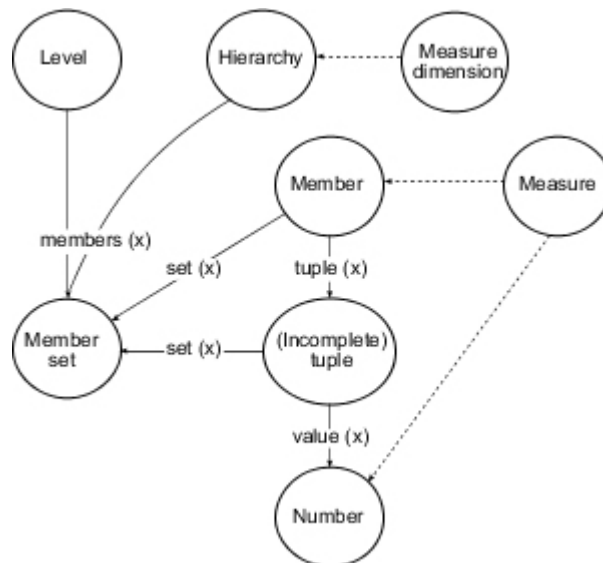 Level
Hierarchy
Measure
dimension
Member
Measure
members (x)
set (x)
tuple (x)
Member
set
set (x)
(Incomplete)
tuple
value (x)
Number